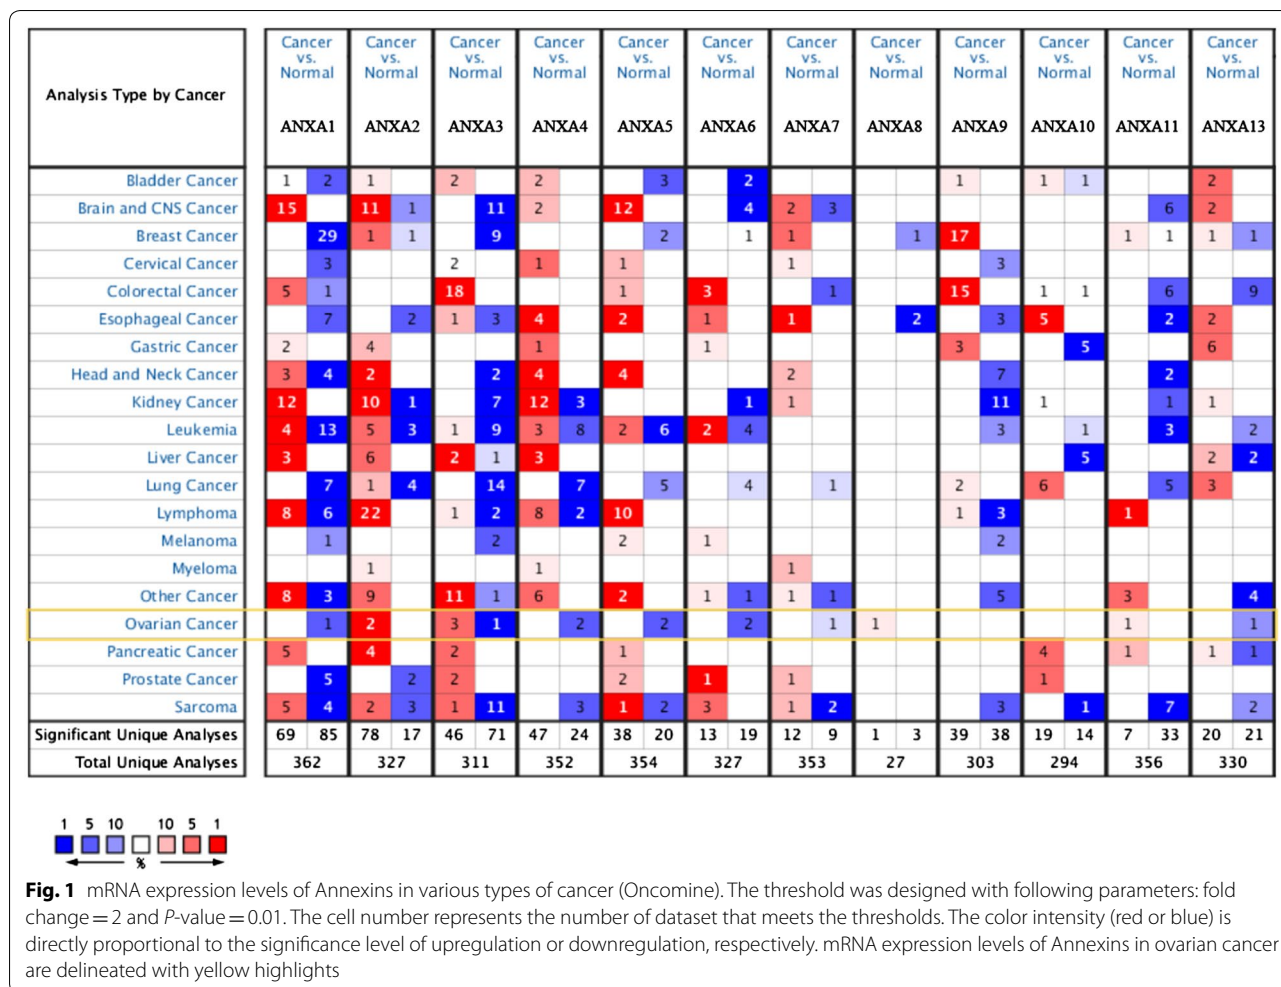 Analysis Type by Cancer
Cancer vs. Normal Cancer vs. Normal Cancer vs. Normal Cancer vs. Normal Cancer vs. Normal Cancer vs. Normal Cancer vs. Normal Cancer vs. Normal Cancer vs. Normal Cancer vs. Normal Cancer vs. Normal Cancer vs. Normal
ANXA1 ANXA2 ANXA3 ANXA4 ANXA5 ANXA6 ANXA7 ANXA8 ANXA9 ANXA10 ANXA11 ANXA13
Bladder Cancer 1 2 1 2 2 3 2 1 1 1 2
Brain and CNS Cancer 15 11 1 11 2 12 4 2 3 6 2
Breast Cancer 29 1 1 9 2 1 1 1 17 1 1 1 1
Cervical Cancer 3 2 1 1 1 3
Colorectal Cancer 5 1 18 1 3 1 15 1 1 6 9
Esophageal Cancer 7 2 1 3 4 2 1 1 2 3 5 2 2
Gastric Cancer 2 4 1 1 3 5 6
Head and Neck Cancer 3 4 2 2 4 4 2 7 2
Kidney Cancer 12 10 1 7 12 3 1 1 11 1 1 1
Leukemia 4 13 5 3 1 9 3 8 2 6 2 4 3 1 3 2
Liver Cancer 3 6 2 1 3 5 2 2
Lung Cancer 7 1 4 14 7 5 4 1 2 6 5 3
Lymphoma 8 6 22 1 2 8 2 10 1 3 1
Melanoma 1 2 2 1 2
Myeloma 1 1 1
Other Cancer 8 3 9 11 1 6 2 1 1 1 1 5 3 4
Ovarian Cancer 1 2 3 1 2 2 2 1 1 1 1
Pancreatic Cancer 5 4 2 1 4 1 1 1
Prostate Cancer 5 2 2 2 1 1 1
Sarcoma 5 4 2 3 1 11 3 1 2 3 1 2 3 1 7 2
Significant Unique Analyses 69 85 78 17 46 71 47 24 38 20 13 19 12 9 1 3 39 38 19 14 7 33 20 21
Total Unique Analyses 362 327 311 352 354 327 353 27 303 294 356 330
1 5 10 10 5 1
%
Fig. 1 mRNA expression levels of Annexins in various types of cancer (Oncomine). The threshold was designed with following parameters: fold
change = 2 and P-value = 0.01. The cell number represents the number of dataset that meets the thresholds. The color intensity (red or blue) is
directly proportional to the significance level of upregulation or downregulation, respectively. mRNA expression levels of Annexins in ovarian cancer
are delineated with yellow highlights